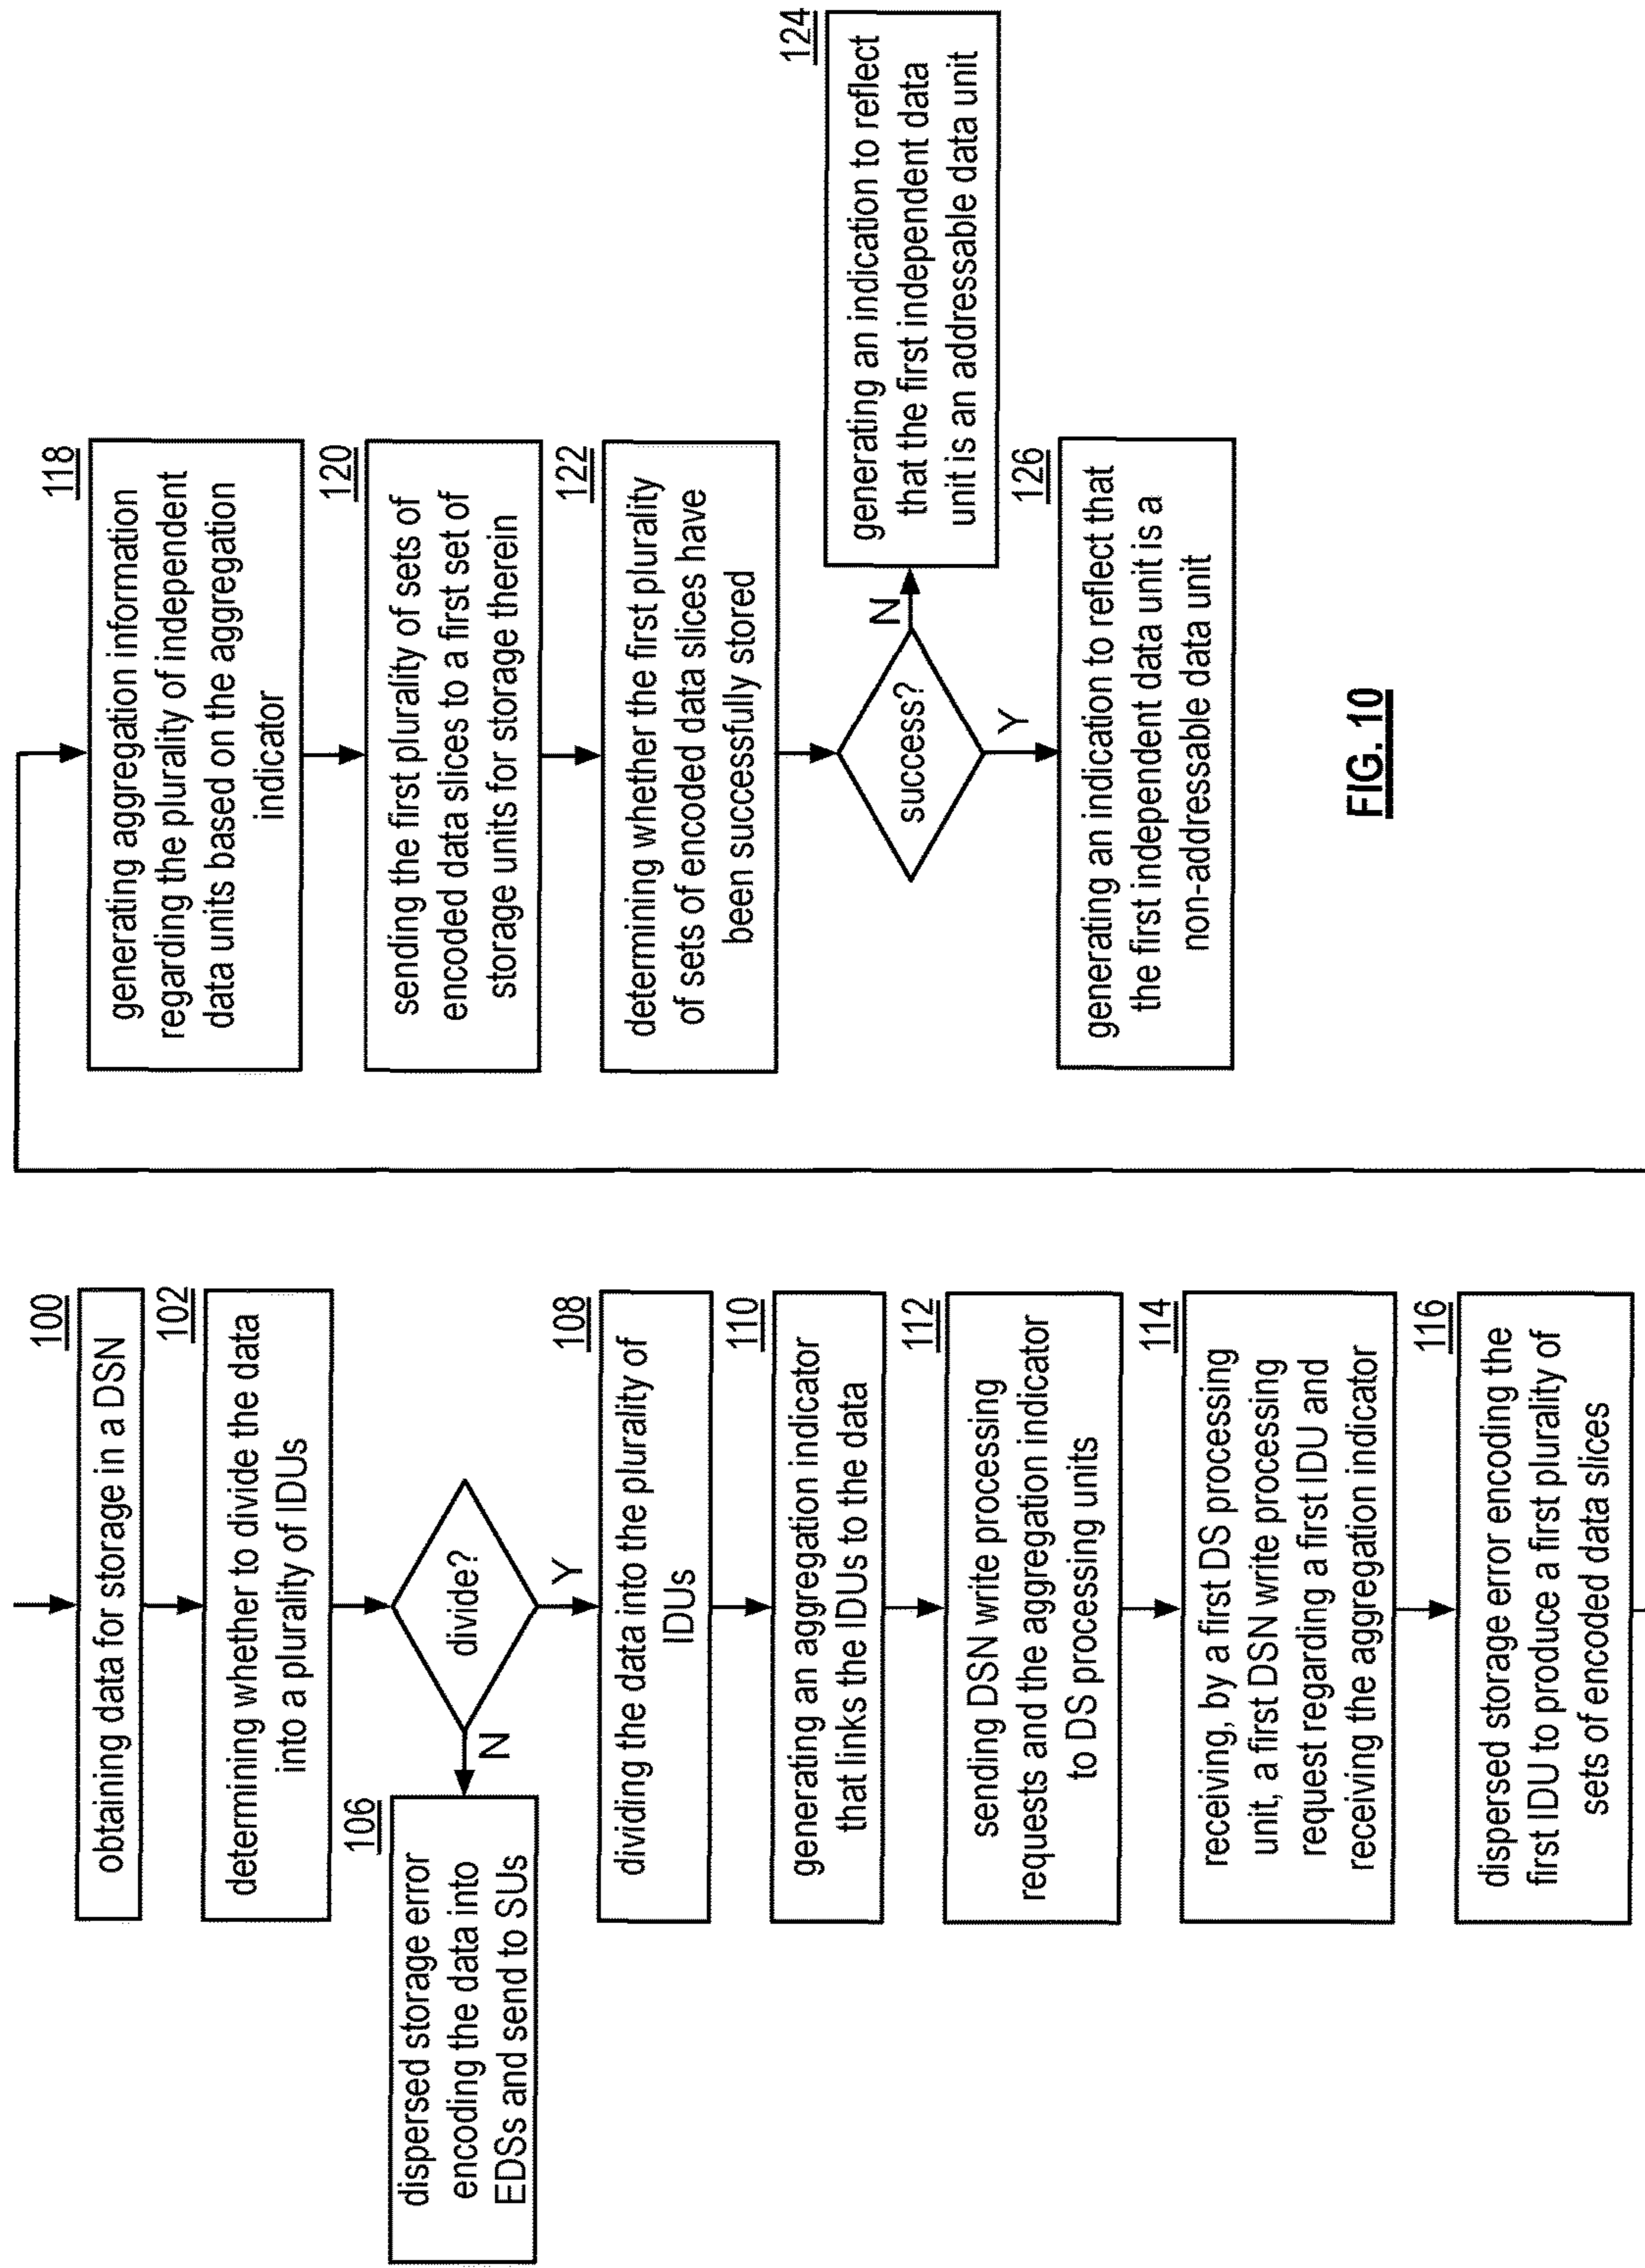 100
obtaining data for storage in a DSN
102
determining whether to divide the data
into a plurality of IDUs
divide?
N
Y
106
dispersed storage error
encoding the data into
EDSs and send to SUs
108
dividing the data into the plurality of
IDUs
110
generating an aggregation indicator
that links the IDUs to the data
112
sending DSN write processing
requests and the aggregation indicator
to DS processing units
114
receiving, by a first DS processing
unit, a first DSN write processing
request regarding a first IDU and
receiving the aggregation indicator
116
dispersed storage error encoding the
first IDU to produce a first plurality of
sets of encoded data slices
118
generating aggregation information
regarding the plurality of independent
data units based on the aggregation
indicator
120
sending the first plurality of sets of
encoded data slices to a first set of
storage units for storage therein
122
determining whether the first plurality
of sets of encoded data slices have
been successfully stored
success?
N
Y
124
generating an indication to reflect
that the first independent data
unit is an addressable data unit
126
generating an indication to reflect that
the first independent data unit is a
non-addressable data unit
FIG. 10